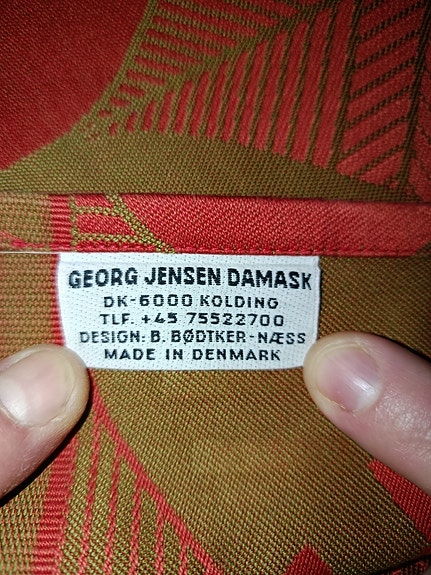 GEORG JENSEN DAMASK
DK-6000 KOLDING
TLF. +45 75522700
DESIGN: B. BØDTKER-NÆSS
MADE IN DENMARK